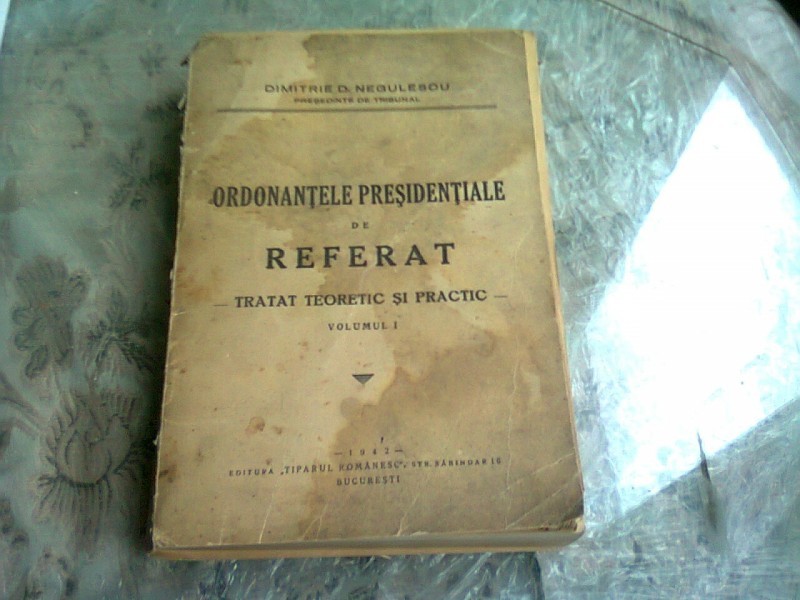 DIMITRIE D. NEGULESCU
PREȘEDINTE DE TRIBUNAL
ORDONANȚELE PREȘIDENȚIALE
DE
REFERAT
— TRATAT TEORETIC ȘI PRACTIC —
VOLUMUL I
— 1942 —
EDITURA „TIPARUL ROMÂNESC“, STR. SĂRINDAR 16
BUCUREȘTI